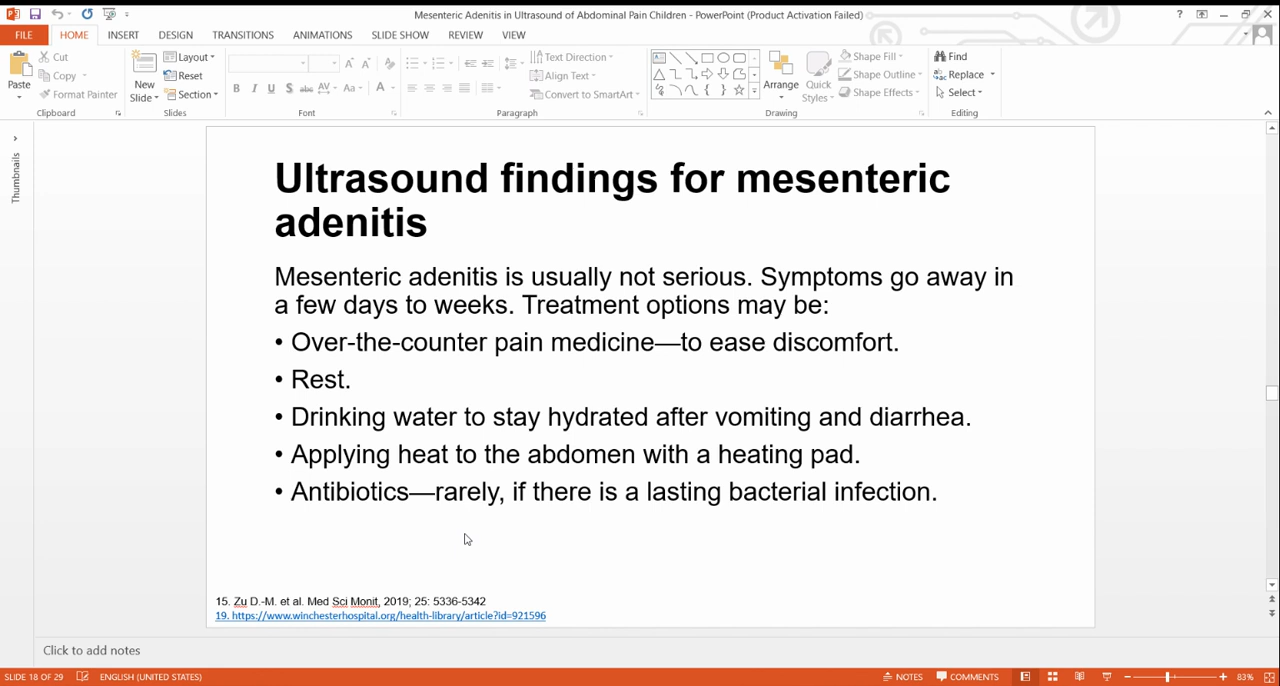 Mesenteric Adenitis in Ultrasound of Abdominal Pain Children - PowerPoint (Product Activation Failed)
FILE HOME INSERT DESIGN TRANSITIONS ANIMATIONS SLIDE SHOW REVIEW VIEW
Paste
Cut
Copy
Format Painter
Clipboard
New
Slide
Layout
Reset
Section
Slides
B I U S abc AV Aa A
Font
Text Direction
Align Text
Convert to SmartArt
Paragraph
Arrange
Quick
Styles
Shape Fill
Shape Outline
Shape Effects
Drawing
Find
Replace
Select
Editing
Thumbnails
Ultrasound findings for mesenteric
adenitis
Mesenteric adenitis is usually not serious. Symptoms go away in
a few days to weeks. Treatment options may be:
• Over-the-counter pain medicine—to ease discomfort.
• Rest.
• Drinking water to stay hydrated after vomiting and diarrhea.
• Applying heat to the abdomen with a heating pad.
• Antibiotics—rarely, if there is a lasting bacterial infection.
15. Zu D.-M. et al. Med Sci Monit, 2019; 25: 5336-5342
19. https://www.winchesterhospital.org/health-library/article?id=921596
Click to add notes
SLIDE 18 OF 29 ENGLISH (UNITED STATES) NOTES COMMENTS 83%